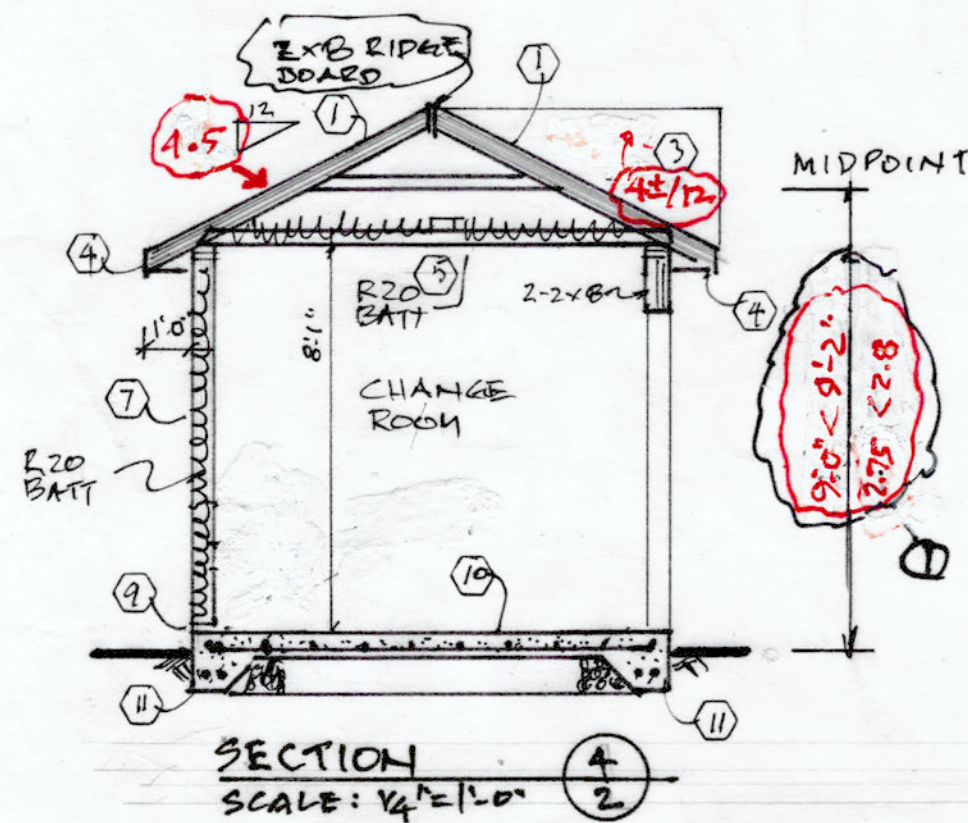 2x8 RIDGE
BOARD
1
1
12
4.5
3
4±/12
MIDPOINT
4
5
R20
BATT
2-2x8
4
1'-0"
8'-1"
CHANGE
ROOM
7
R20
BATT
9'-0" < 9'-2"
2.75 < 2.8
1
9
10
11
11
SECTION
4
2
SCALE: 1/4"=1'-0"